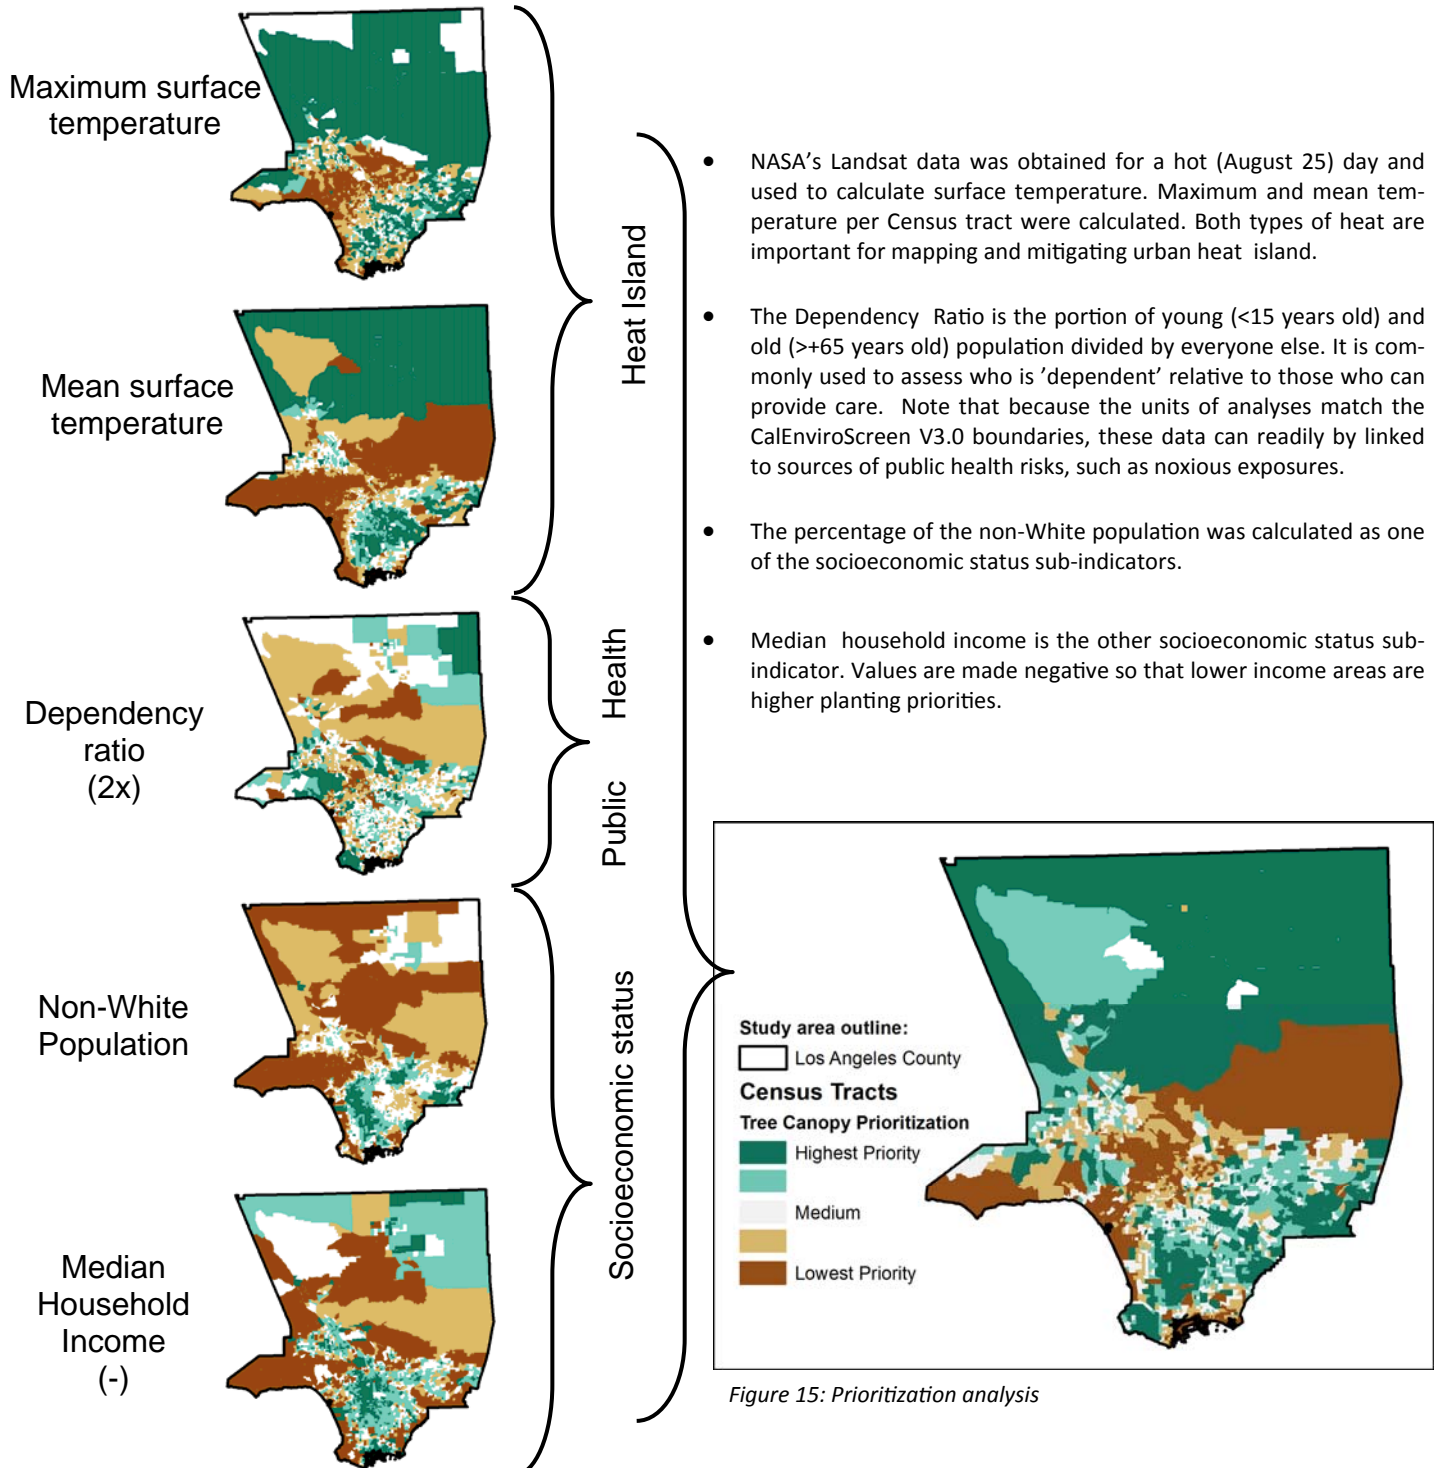 Maximum surface
temperature
Mean surface
temperature
Dependency
ratio
(2x)
Non-White
Population
Median
Household
Income
(-)
Heat Island
Public Health
Socioeconomic status
• NASA's Landsat data was obtained for a hot (August 25) day and
used to calculate surface temperature. Maximum and mean tem-
perature per Census tract were calculated. Both types of heat are
important for mapping and mitigating urban heat island.
• The Dependency Ratio is the portion of young (<15 years old) and
old (>+65 years old) population divided by everyone else. It is com-
monly used to assess who is ’dependent’ relative to those who can
provide care. Note that because the units of analyses match the
CalEnviroScreen V3.0 boundaries, these data can readily by linked
to sources of public health risks, such as noxious exposures.
• The percentage of the non-White population was calculated as one
of the socioeconomic status sub-indicators.
• Median household income is the other socioeconomic status sub-
indicator. Values are made negative so that lower income areas are
higher planting priorities.
Study area outline:
Los Angeles County
Census Tracts
Tree Canopy Prioritization
Highest Priority
Medium
Lowest Priority
Figure 15: Prioritization analysis